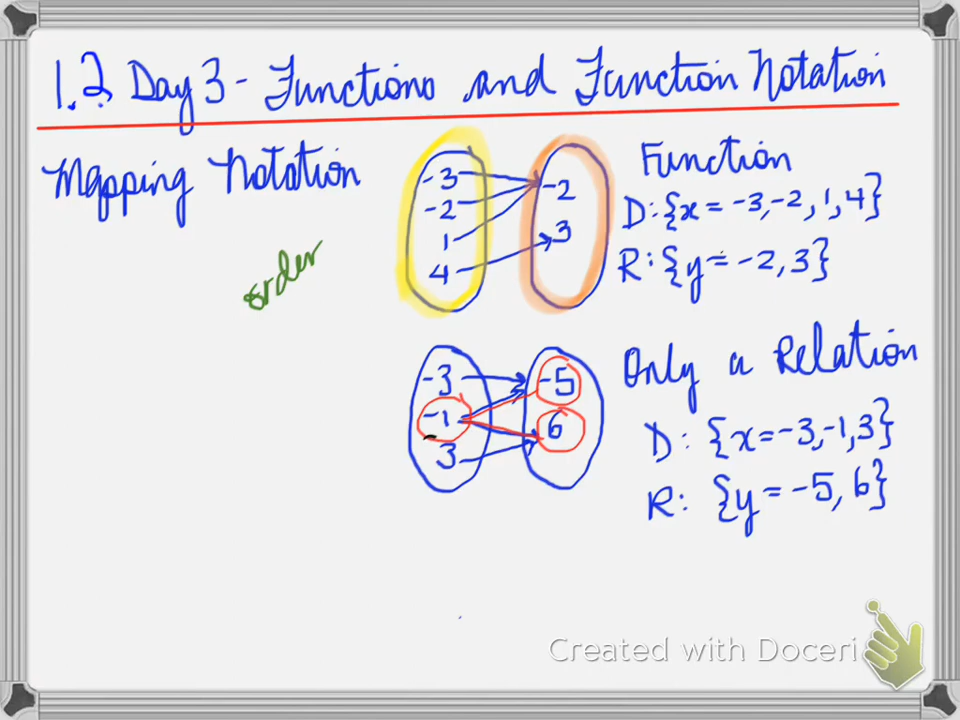 1.2 Day 3 - Functions and Function Notation
Mapping Notation
-3
-2
1
4
-2
3
Function
D: {x = -3, -2, 1, 4}
R: {y = -2, 3}
order
-3
-1
3
-5
6
Only a Relation
D: {x = -3, -1, 3}
R: {y = -5, 6}
Created with Doceri